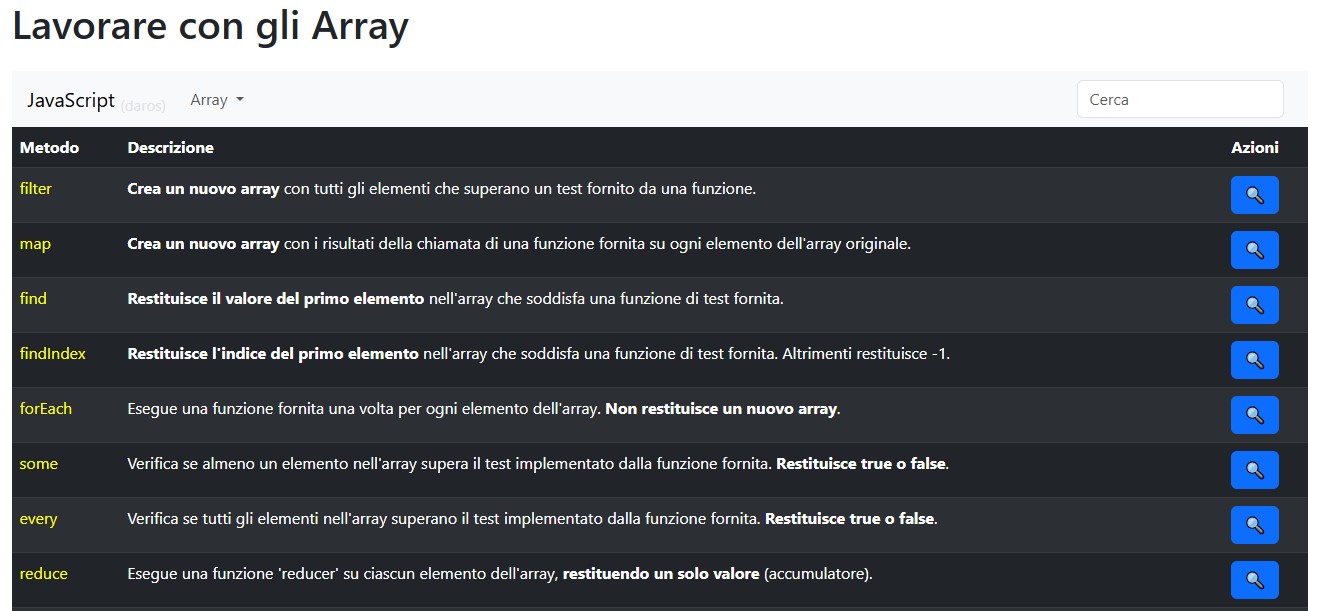 Lavorare con gli Array
JavaScript (daros) Array Cerca
Metodo Descrizione Azioni
filter Crea un nuovo array con tutti gli elementi che superano un test fornito da una funzione.
map Crea un nuovo array con i risultati della chiamata di una funzione fornita su ogni elemento dell'array originale.
find Restituisce il valore del primo elemento nell'array che soddisfa una funzione di test fornita.
findIndex Restituisce l'indice del primo elemento nell'array che soddisfa una funzione di test fornita. Altrimenti restituisce -1.
forEach Esegue una funzione fornita una volta per ogni elemento dell'array. Non restituisce un nuovo array.
some Verifica se almeno un elemento nell'array supera il test implementato dalla funzione fornita. Restituisce true o false.
every Verifica se tutti gli elementi nell'array superano il test implementato dalla funzione fornita. Restituisce true o false.
reduce Esegue una funzione 'reducer' su ciascun elemento dell'array, restituendo un solo valore (accumulatore).